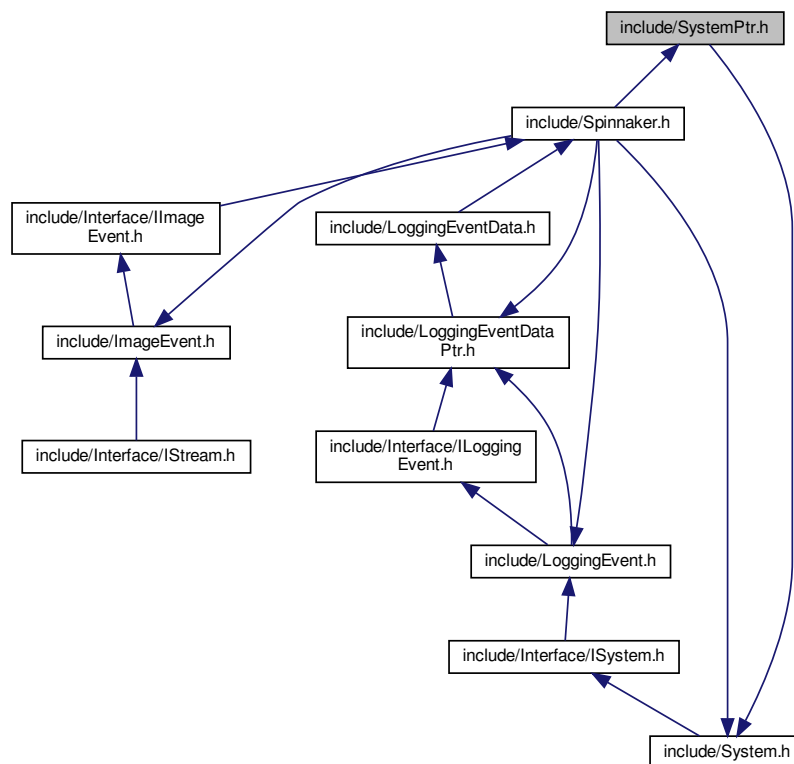 include/SystemPtr.h
include/Spinnaker.h
include/Interface/IImage
Event.h
include/LoggingEventData.h
include/ImageEvent.h
include/LoggingEventData
Ptr.h
include/Interface/IStream.h
include/Interface/ILogging
Event.h
include/LoggingEvent.h
include/Interface/ISystem.h
include/System.h